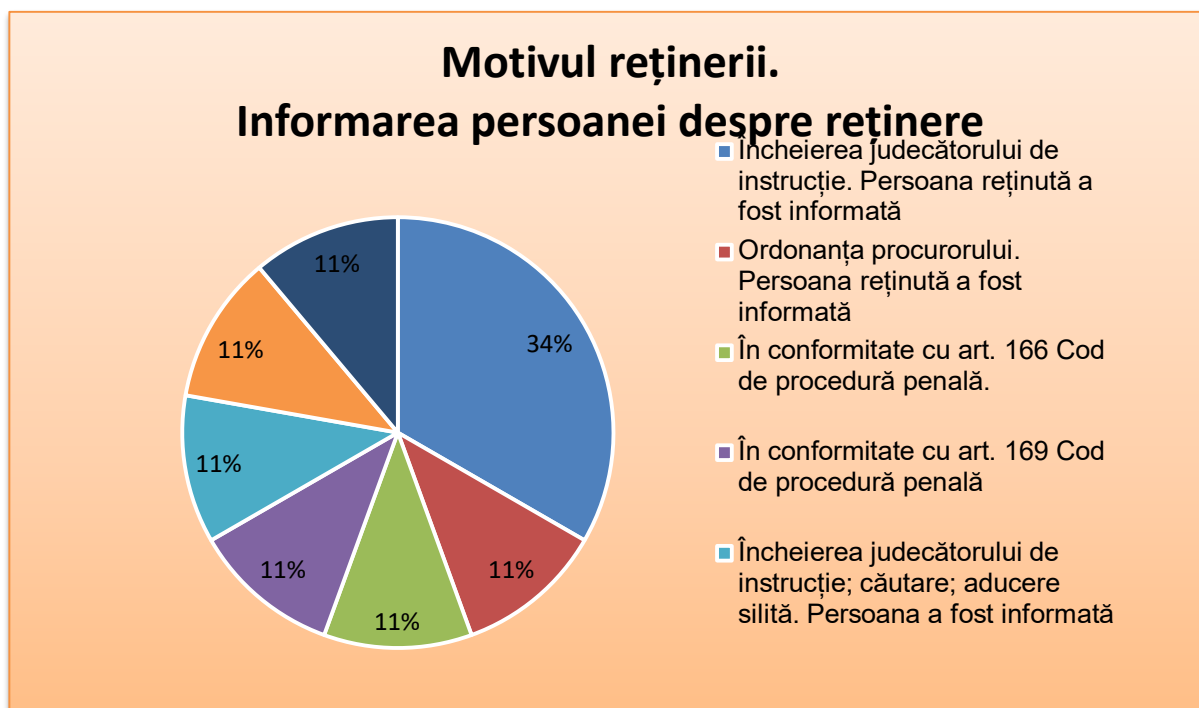 Motivul reținerii.
Informarea persoanei despre reținere
Încheierea judecătorului de
instrucție. Persoana reținută a
fost informată
Ordonanța procurorului.
Persoana reținută a fost
informată
În conformitate cu art. 166 Cod
de procedură penală.
În conformitate cu art. 169 Cod
de procedură penală
Încheierea judecătorului de
instrucție; căutare; aducere
silită. Persoana a fost informată
11%
34%
11%
11%
11%
11%
11%